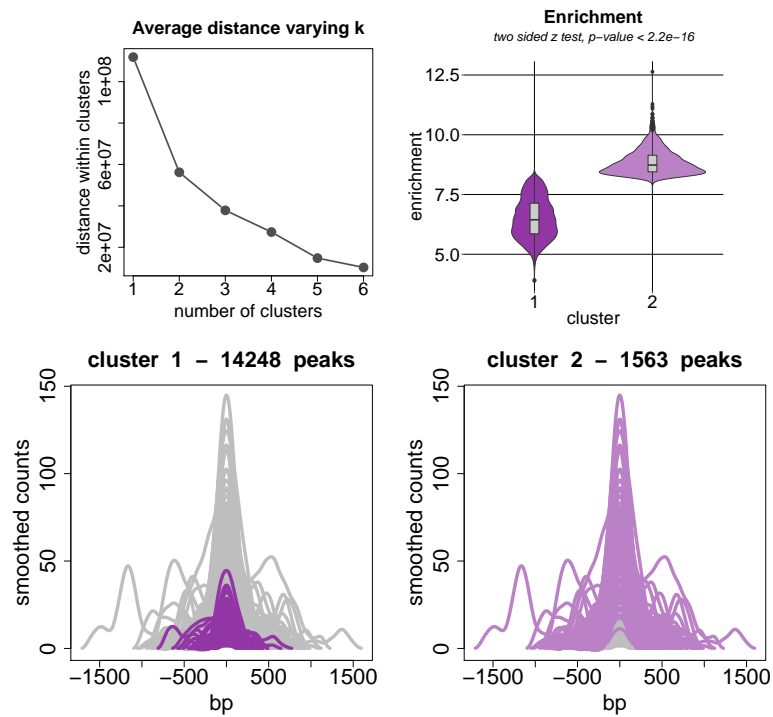 Average distance varying k
distance within clusters
1e+08
6e+07
2e+07
1 2 3 4 5 6
number of clusters
Enrichment
two sided z test, p-value < 2.2e-16
enrichment
12.5
10.0
7.5
5.0
1 2
cluster
cluster 1 − 14248 peaks
smoothed counts
150
100
50
0
−1500 −500 500 1500
bp
cluster 2 − 1563 peaks
smoothed counts
150
100
50
0
−1500 −500 500 1500
bp